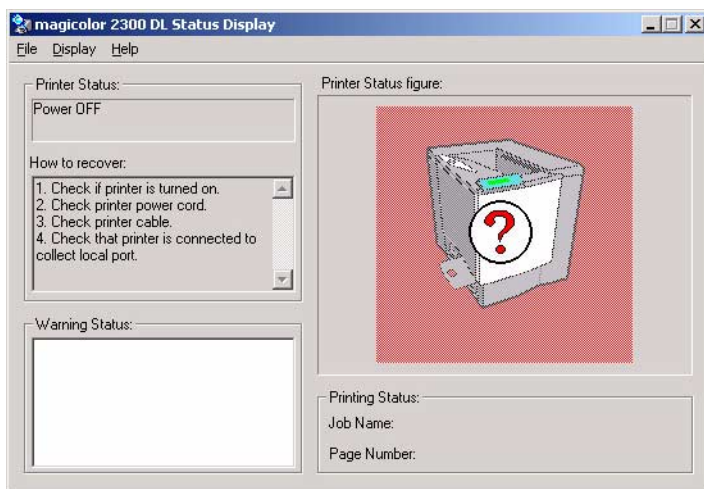 magicolor 2300 DL Status Display
File Display Help
Printer Status:
Power OFF
How to recover:
1. Check if printer is turned on.
2. Check printer power cord.
3. Check printer cable.
4. Check that printer is connected to
collect local port.
Warning Status:
Printer Status figure:
?
Printing Status:
Job Name:
Page Number: